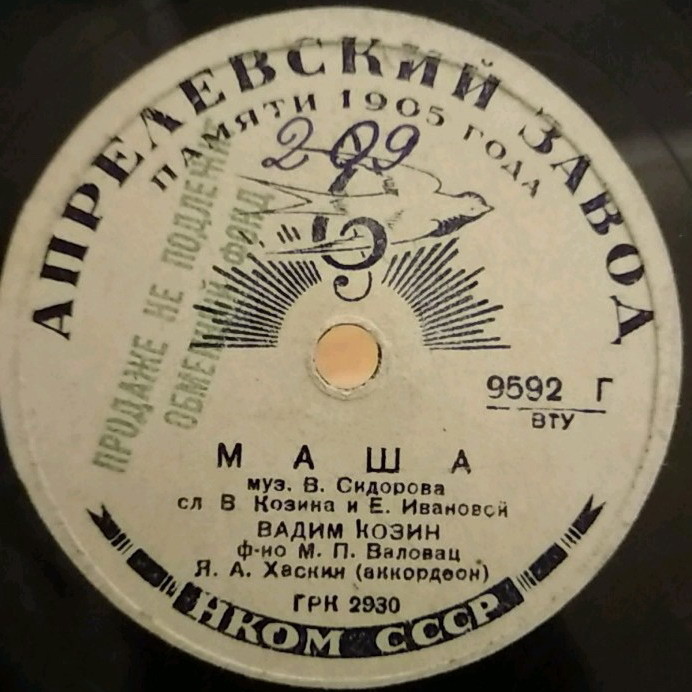 АПРЕЛЕВСКИЙ ЗАВОД
ПАМЯТИ 1905 ГОДА
209
ПРОДАЖЕ НЕ ПОДЛЕЖИТ
ОБМЕННЫЙ ФОНД
9592 Г
ВТУ
МАША
муз. В. Сидорова
сл В Козина и Е. Ивановой
ВАДИМ КОЗИН
ф-но М. П. Валовац
Я. А. Хаскин (аккордеон)
ГРК 2930
НКОМ СССР